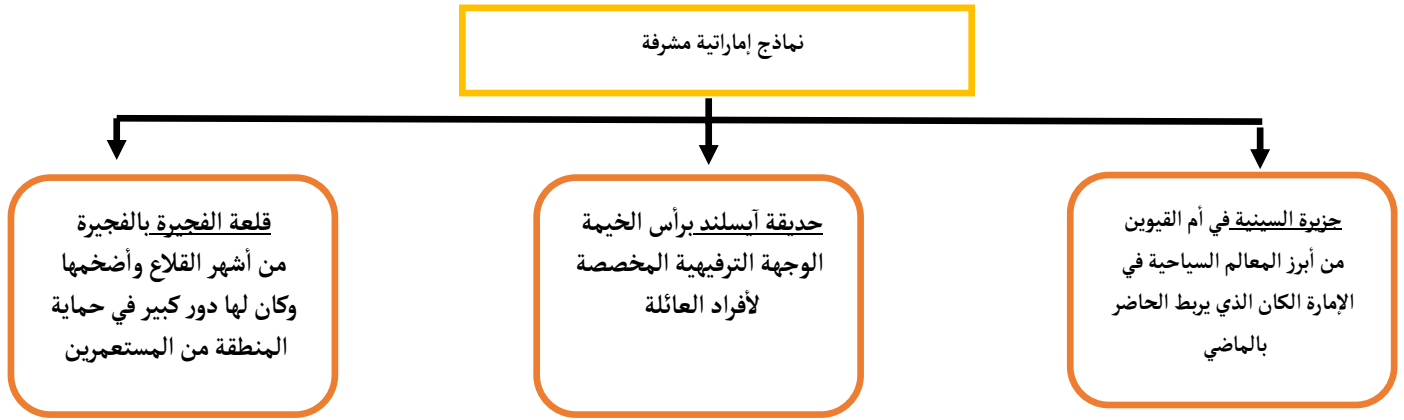 نماذج إماراتية مشرفة
جزيرة السينية في أم القيوين
من أبرز المعالم السياحية في
الإمارة الكان الذي يربط الحاضر
بالماضي
حديقة آيسلند برأس الخيمة
الوجهة الترفيهية المخصصة
لأفراد العائلة
قلعة الفجيرة بالفجيرة
من أشهر القلاع وأضخمها
وكان لها دور كبير في حماية
المنطقة من المستعمرين